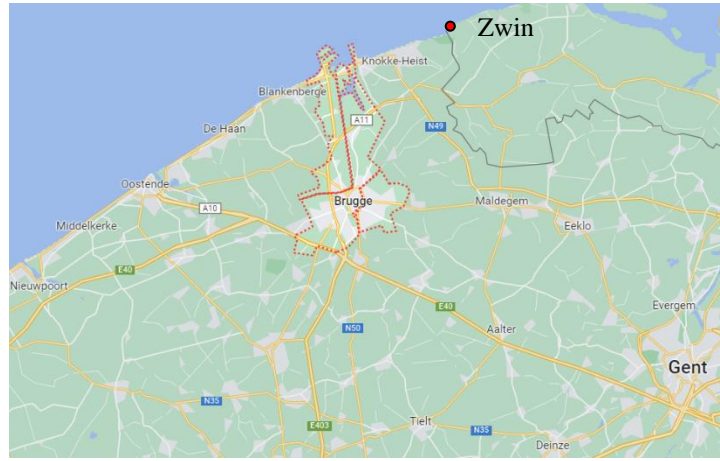 Zwin
Knokke-Heist
Blankenberge
A11
De Haan
N49
Oostende
Brugge
Maldegem
A10
Middelkerke
Eeklo
E40
Nieuwpoort
E40
Evergem
N50
Aalter
Gent
N35
Tielt
N35
E403
Deinze